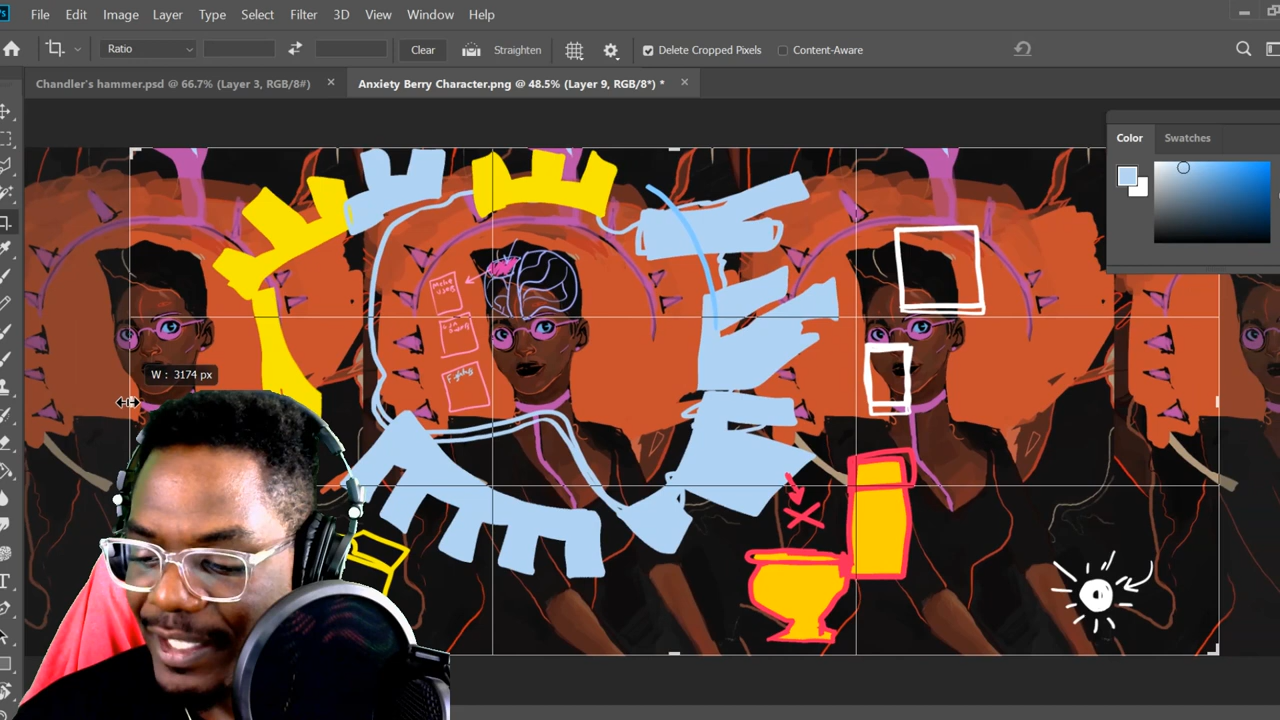 File Edit Image Layer Type Select Filter 3D View Window Help
Ratio Clear Straighten Delete Cropped Pixels Content-Aware
Chandler's hammer.psd @ 66.7% (Layer 3, RGB/8#) × Anxiety Berry Character.png @ 48.5% (Layer 9, RGB/8*) * ×
Color Swatches
W : 3174 px